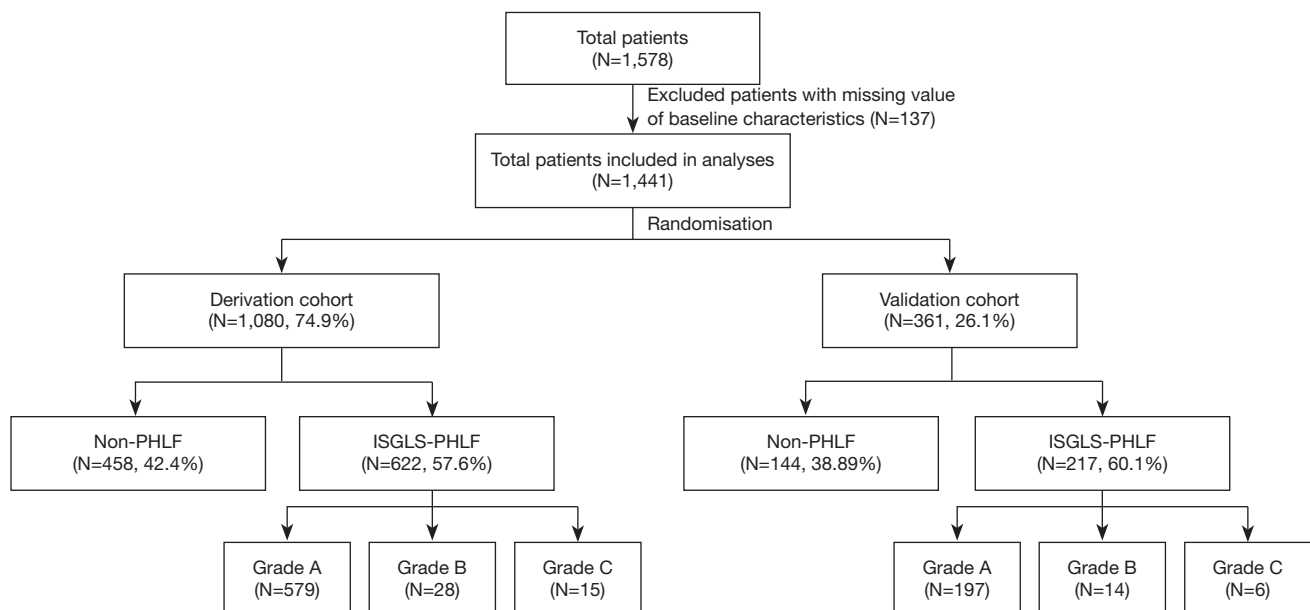 Total patients
(N=1,578)
Excluded patients with missing value
of baseline characteristics (N=137)
Total patients included in analyses
(N=1,441)
Randomisation
Derivation cohort
(N=1,080, 74.9%)
Validation cohort
(N=361, 26.1%)
Non-PHLF
(N=458, 42.4%)
ISGLS-PHLF
(N=622, 57.6%)
Non-PHLF
(N=144, 38.89%)
ISGLS-PHLF
(N=217, 60.1%)
Grade A
(N=579)
Grade B
(N=28)
Grade C
(N=15)
Grade A
(N=197)
Grade B
(N=14)
Grade C
(N=6)